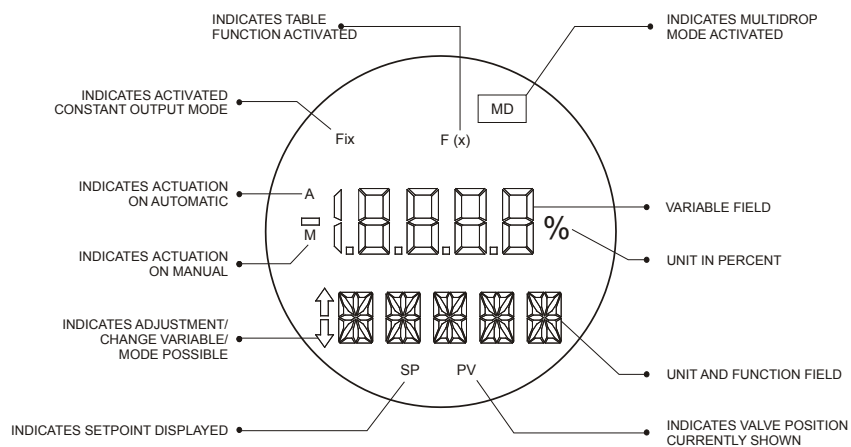 INDICATES TABLE
FUNCTION ACTIVATED
INDICATES MULTIDROP
MODE ACTIVATED
INDICATES ACTIVATED
CONSTANT OUTPUT MODE
MD
Fix
F (x)
INDICATES ACTUATION
ON AUTOMATIC
A
VARIABLE FIELD
M
%
INDICATES ACTUATION
ON MANUAL
UNIT IN PERCENT
INDICATES ADJUSTMENT/
CHANGE VARIABLE/
MODE POSSIBLE
SP PV
UNIT AND FUNCTION FIELD
INDICATES SETPOINT DISPLAYED
INDICATES VALVE POSITION
CURRENTLY SHOWN